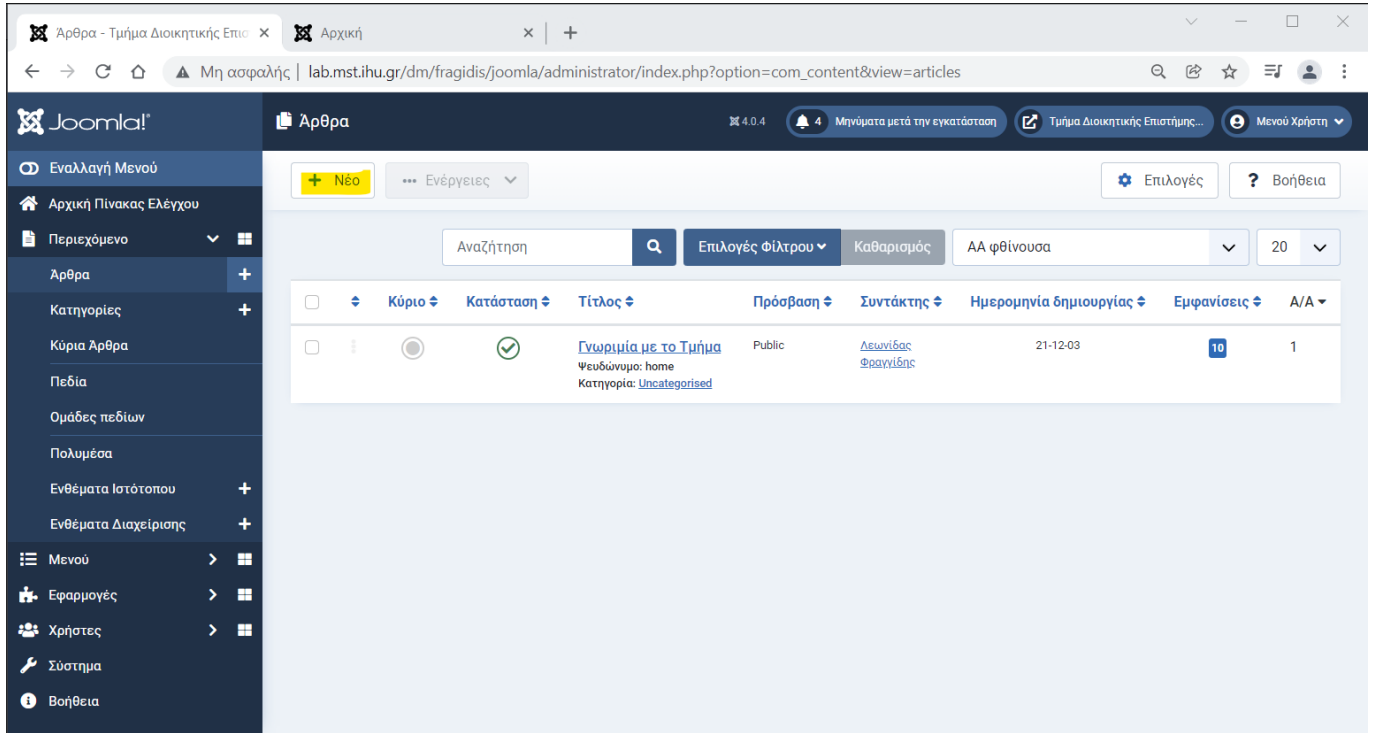 Άρθρα - Τμήμα Διοικητικής Επισ
Αρχική
Μη ασφαλής | lab.mst.ihu.gr/dm/fragidis/joomla/administrator/index.php?option=com_content&view=articles
Joomla!
Άρθρα
4.0.4
4 Μηνύματα μετά την εγκατάσταση
Τμήμα Διοικητικής Επιστήμης...
Μενού Χρήστη
Εναλλαγή Μενού
Αρχική Πίνακας Ελέγχου
Περιεχόμενο
Άρθρα
Κατηγορίες
Κύρια Άρθρα
Πεδία
Ομάδες πεδίων
Πολυμέσα
Ενθέματα Ιστότοπου
Ενθέματα Διαχείρισης
Μενού
Εφαρμογές
Χρήστες
Σύστημα
Βοήθεια
+ Νέο
... Ενέργειες
Επιλογές
? Βοήθεια
Αναζήτηση
Επιλογές Φίλτρου
Καθαρισμός
ΑΑ φθίνουσα
20
Κύριο
Κατάσταση
Τίτλος
Πρόσβαση
Συντάκτης
Ημερομηνία δημιουργίας
Εμφανίσεις
Α/Α
Γνωριμία με το Τμήμα
Ψευδώνυμο: home
Κατηγορία: Uncategorised
Public
Λεωνίδας
Φραγγίδης
21-12-03
10
1